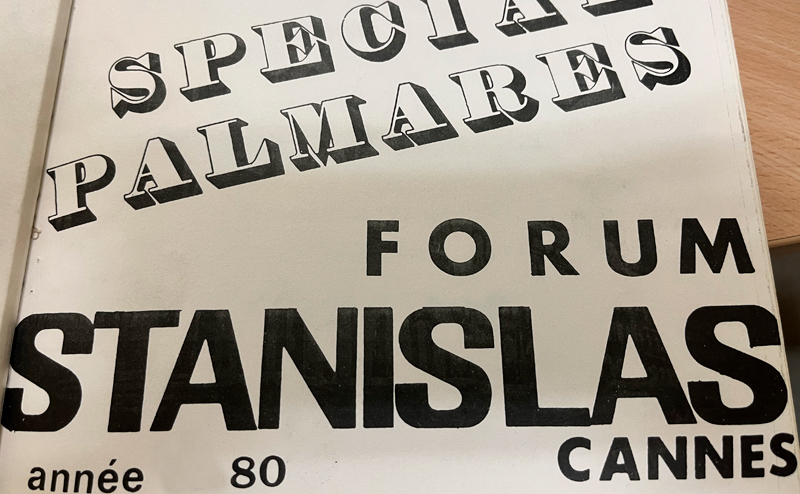 SPECIAL
PALMARES
FORUM
STANISLAS
CANNES
année 80